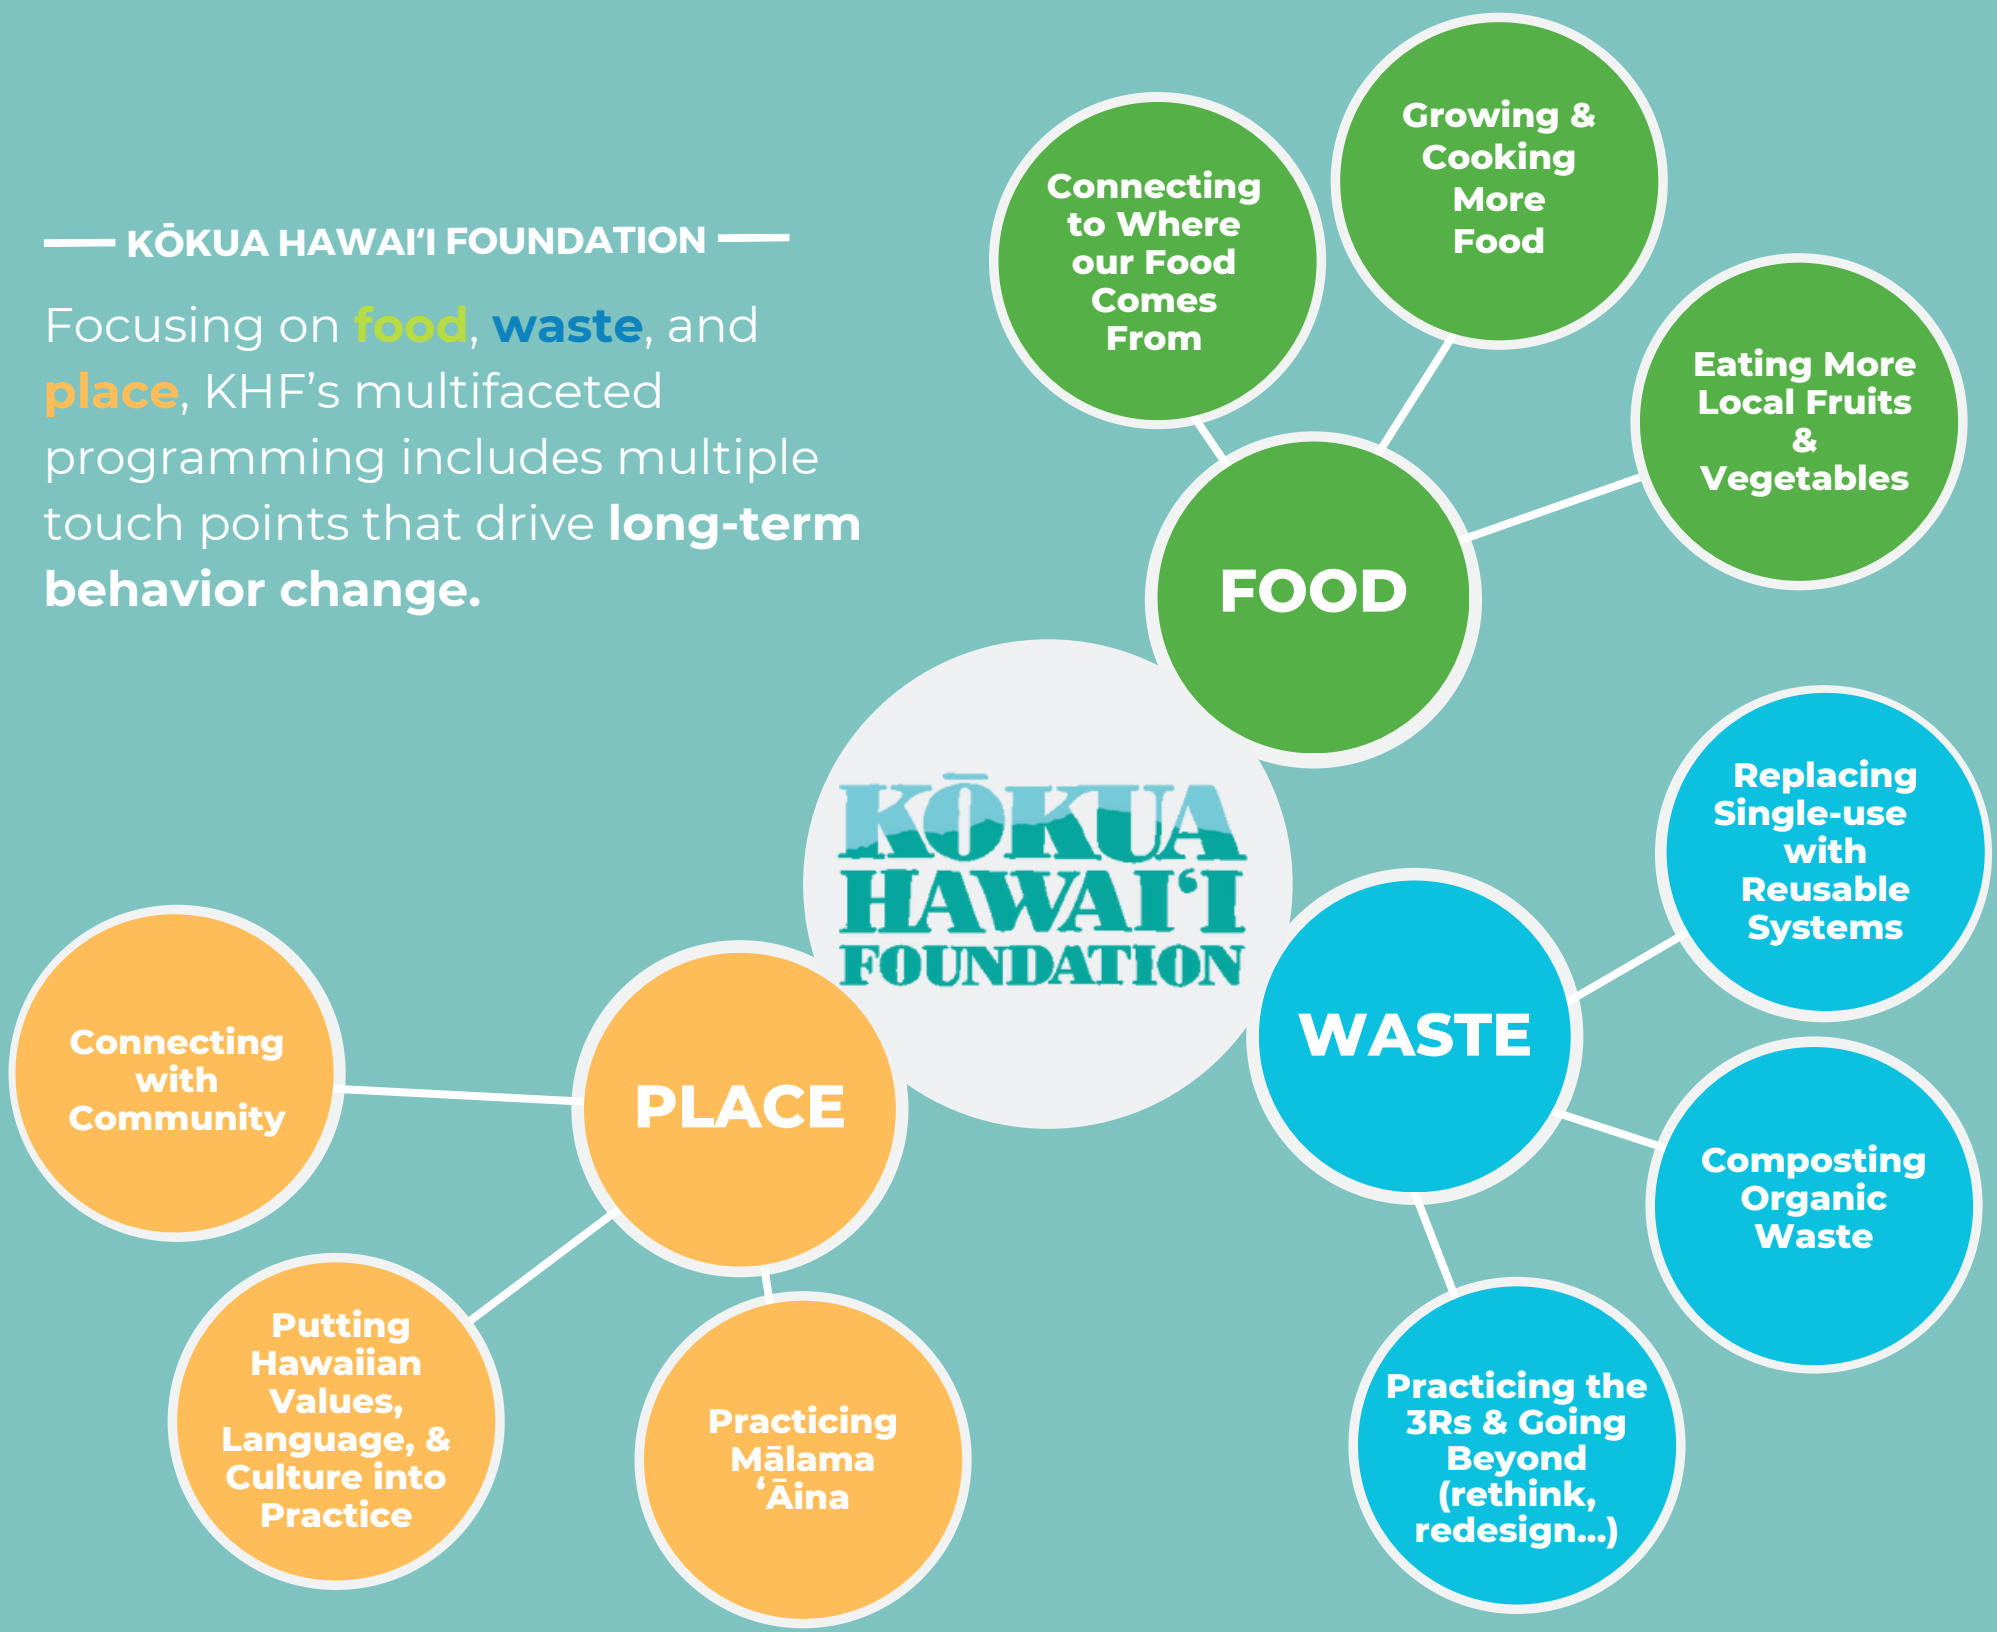 KŌKUA HAWAIʻI FOUNDATION
Focusing on food, waste, and
place, KHF’s multifaceted
programming includes multiple
touch points that drive long-term
behavior change.
Connecting
to Where
our Food
Comes
From
Growing &
Cooking
More
Food
Eating More
Local Fruits
&
Vegetables
FOOD
KŌKUA
HAWAIʻI
FOUNDATION
Replacing
Single-use
with
Reusable
Systems
WASTE
Composting
Organic
Waste
Practicing the
3Rs & Going
Beyond
(rethink,
redesign...)
PLACE
Connecting
with
Community
Putting
Hawaiian
Values,
Language, &
Culture into
Practice
Practicing
Mālama
ʻĀina